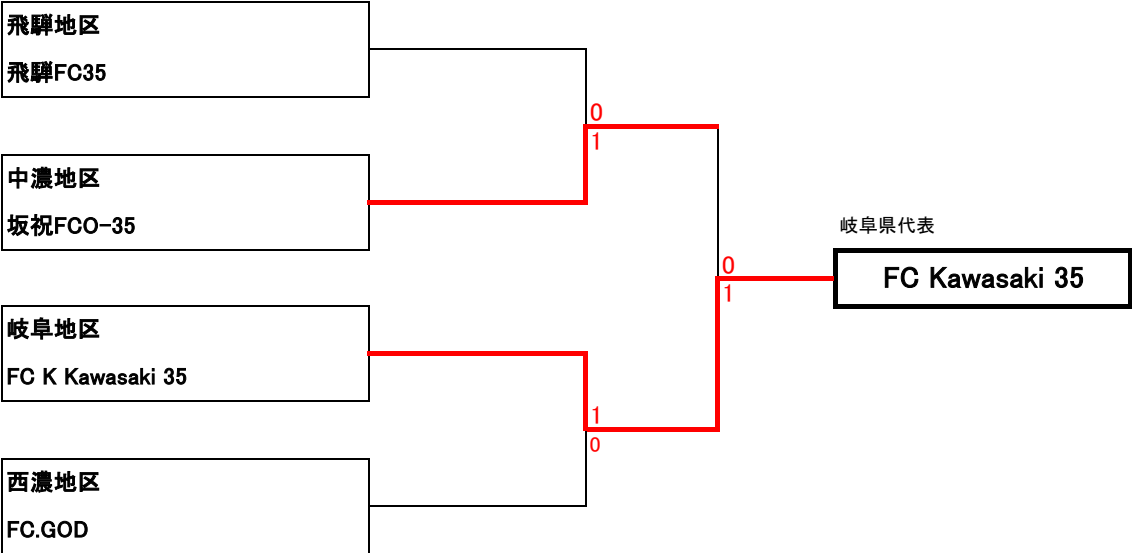 飛騨地区
飛騨FC35
0
1
中濃地区
坂祝FCO-35
岐阜県代表
FC Kawasaki 35
0
1
岐阜地区
FC K Kawasaki 35
1
0
西濃地区
FC.GOD